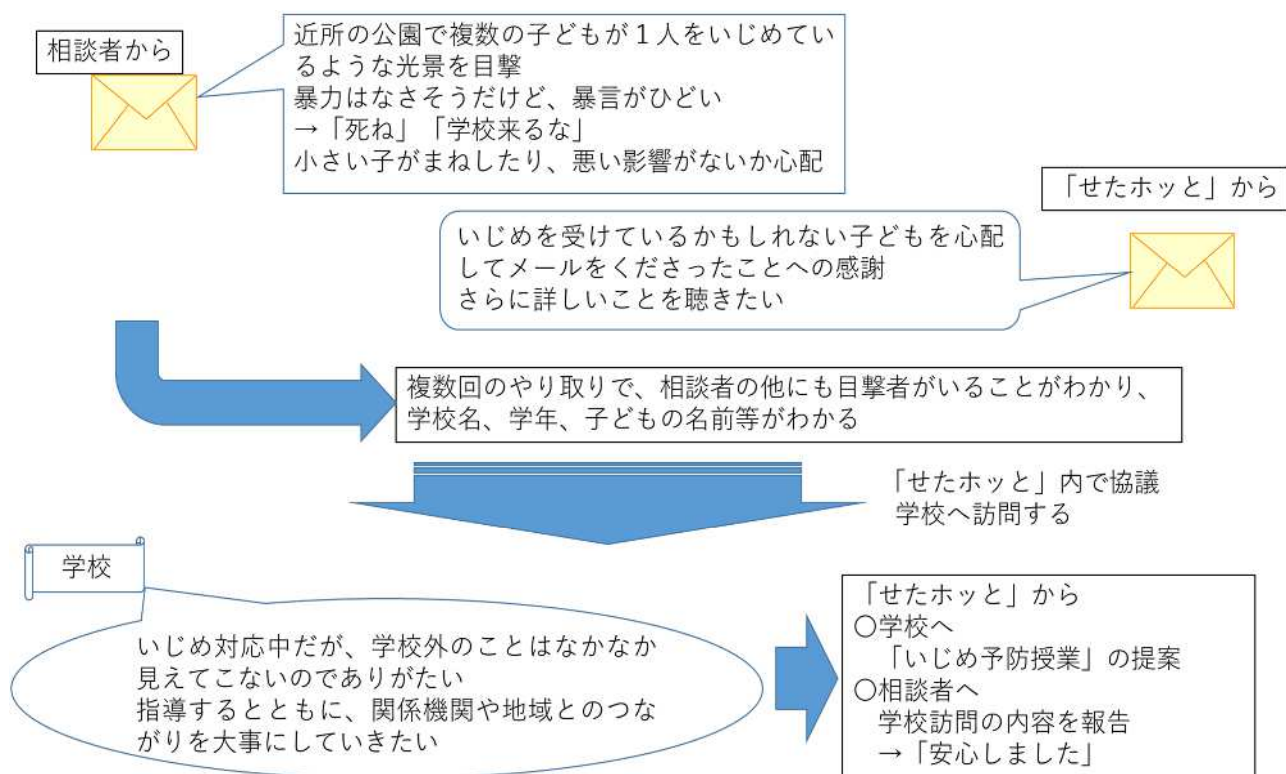 相談者から
近所の公園で複数の子どもが１人をいじめてい
るような光景を目撃
暴力はなさそうだけど、暴言がひどい
→「死ね」「学校来るな」
小さい子がまねしたり、悪い影響がないか心配
「せたホッと」から
いじめを受けているかもしれない子どもを心配
してメールをくださったことへの感謝
さらに詳しいことを聴きたい
複数回のやり取りで、相談者の他にも目撃者がいることがわかり、
学校名、学年、子どもの名前等がわかる
「せたホッと」内で協議
学校へ訪問する
学校
いじめ対応中だが、学校外のことはなかなか
見えてこないのでありがたい
指導するとともに、関係機関や地域とのつな
がりを大事にしていきたい
「せたホッと」から
〇学校へ
「いじめ予防授業」の提案
〇相談者へ
学校訪問の内容を報告
→「安心しました」